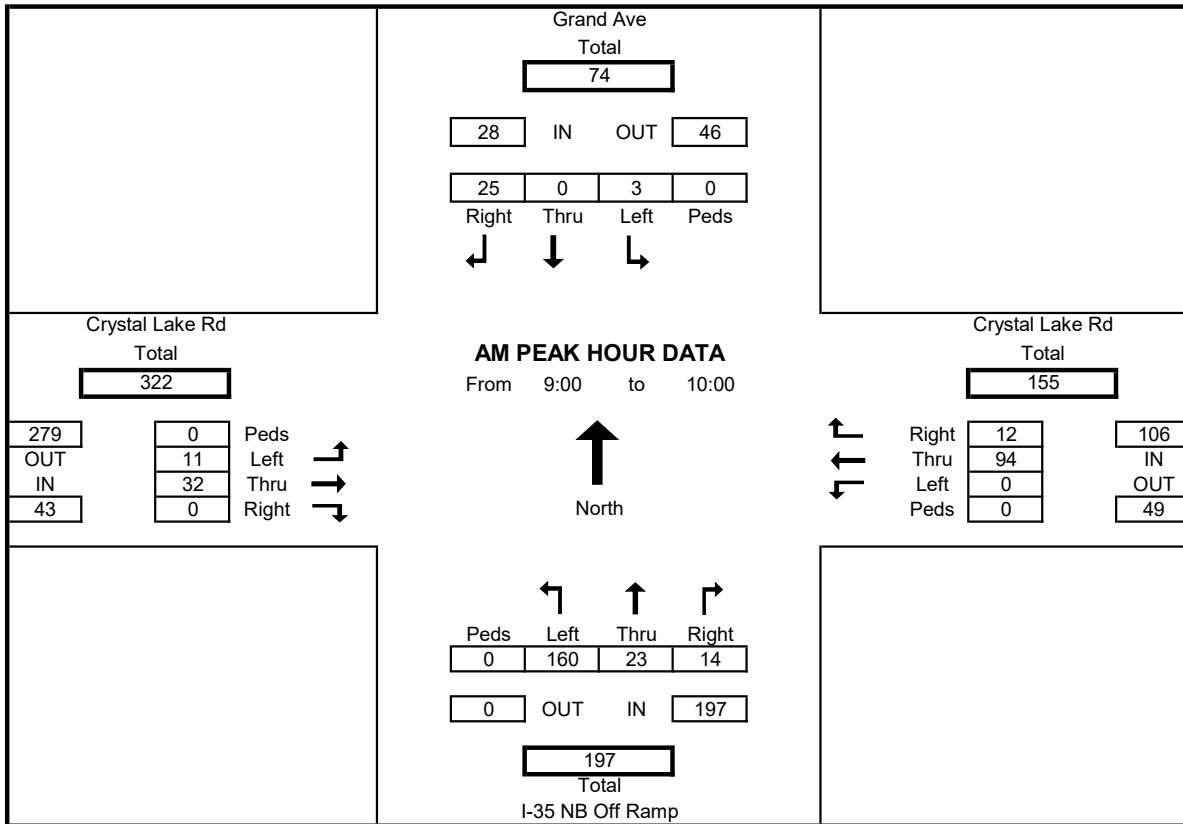 Grand Ave
Total
74
28 IN OUT 46
25 0 3 0
Right Thru Left Peds
Crystal Lake Rd
Total
322
279 0 Peds
OUT 11 Left
IN 32 Thru
43 0 Right
AM PEAK HOUR DATA
From 9:00 to 10:00
North
Crystal Lake Rd
Total
155
Right 12 106
Thru 94 IN
Left 0 OUT
Peds 0 49
Peds Left Thru Right
0 160 23 14
0 OUT IN 197
197
Total
I-35 NB Off Ramp